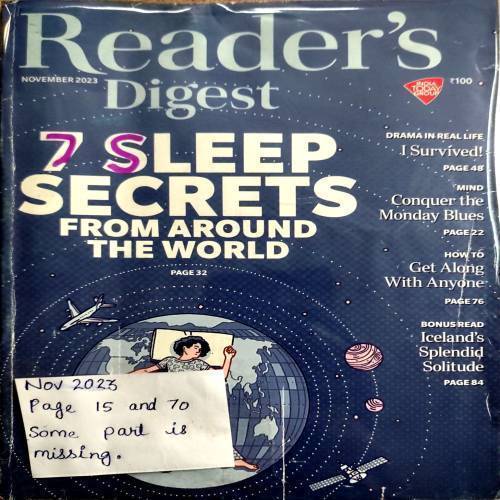 Reader's
Digest
NOVEMBER 2023
INDIA
TODAY
GROUP
₹100
7 SLEEP
SECRETS
FROM AROUND
THE WORLD
PAGE 32
DRAMA IN REAL LIFE
I Survived!
PAGE 48
MIND
Conquer the
Monday Blues
PAGE 22
HOW TO
Get Along
With Anyone
PAGE 76
BONUS READ
Iceland's
Splendid
Solitude
PAGE 84
Nov 2023
Page 15 and 70
Some part is
missing.